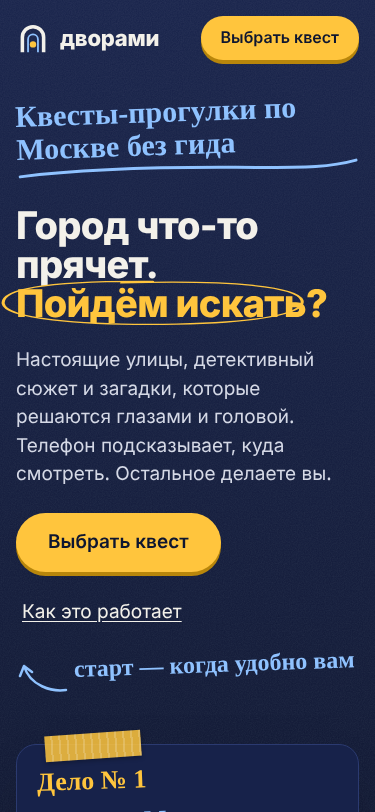 дворами
Выбрать квест
Квесты-прогулки по
Москве без гида
Город что-то
прячет.
Пойдём искать?
Настоящие улицы, детективный
сюжет и загадки, которые
решаются глазами и головой.
Телефон подсказывает, куда
смотреть. Остальное делаете вы.
Выбрать квест
Как это работает
старт — когда удобно вам
Дело № 1